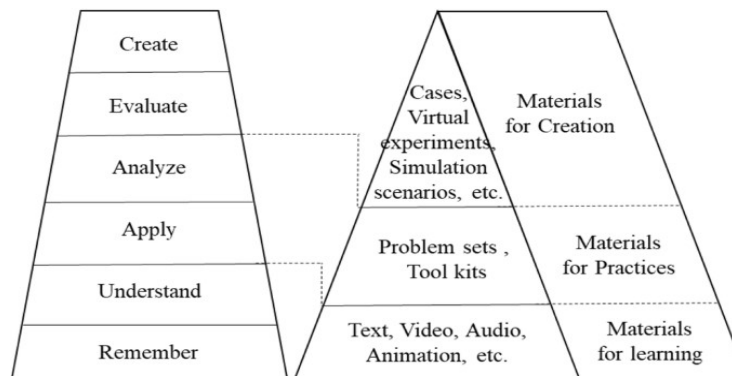 Create
Evaluate
Analyze
Apply
Understand
Remember
Cases,
Virtual
experiments,
Simulation
scenarios, etc.
Materials
for Creation
Problem sets ,
Tool kits
Materials
for Practices
Text, Video, Audio,
Animation, etc.
Materials
for learning